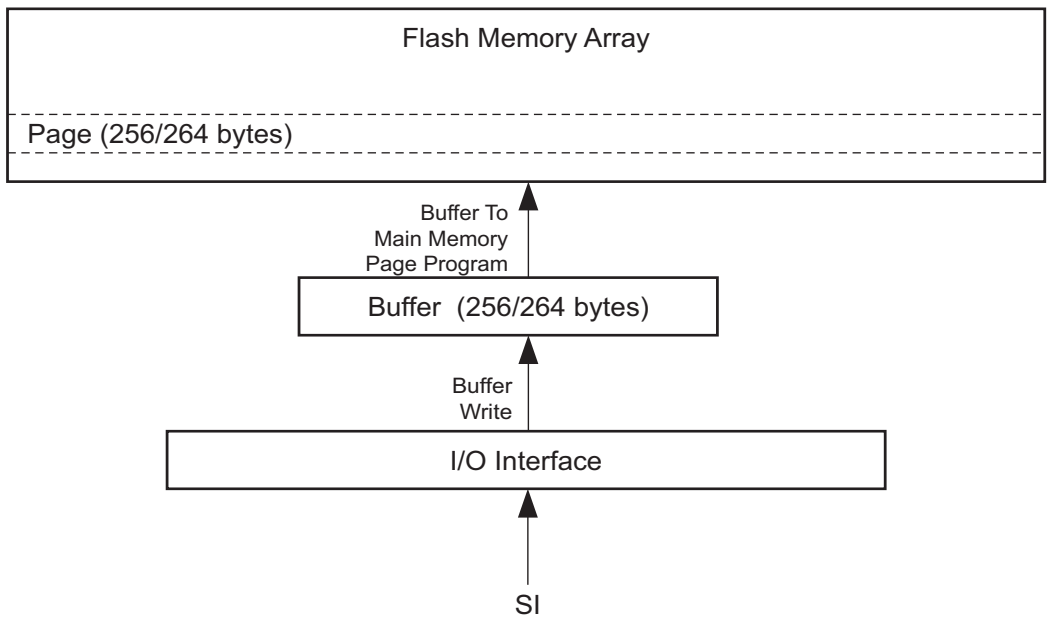 Flash Memory Array
Page (256/264 bytes)
Buffer To
Main Memory
Page Program
Buffer (256/264 bytes)
Buffer
Write
I/O Interface
SI